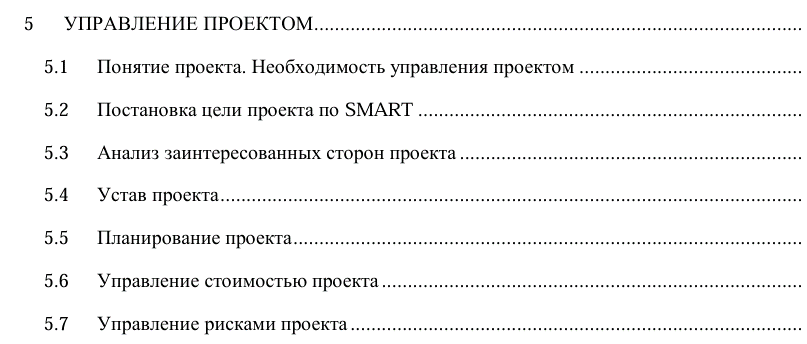 5 УПРАВЛЕНИЕ ПРОЕКТОМ
5.1 Понятие проекта. Необходимость управления проектом
5.2 Постановка цели проекта по SMART
5.3 Анализ заинтересованных сторон проекта
5.4 Устав проекта
5.5 Планирование проекта
5.6 Управление стоимостью проекта
5.7 Управление рисками проекта